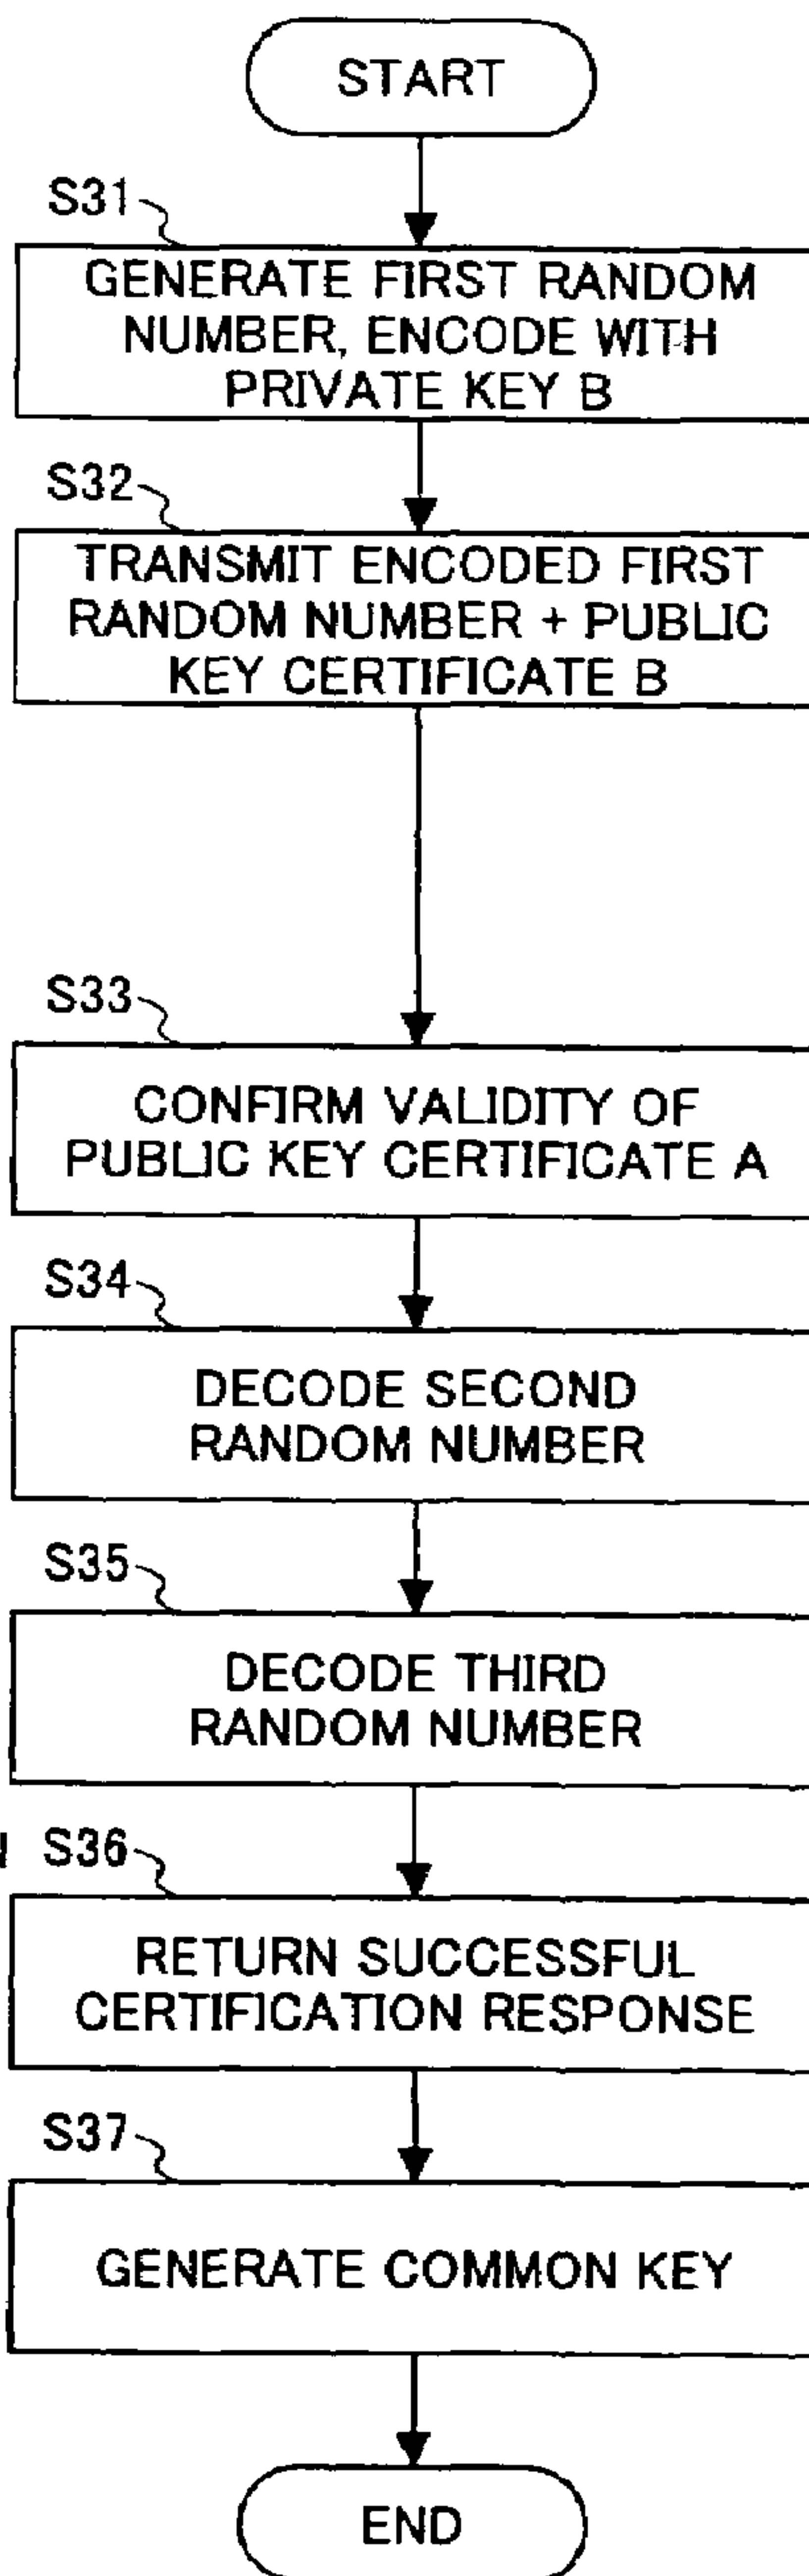 START
S31
GENERATE FIRST RANDOM
NUMBER, ENCODE WITH
PRIVATE KEY B
S32
TRANSMIT ENCODED FIRST
RANDOM NUMBER + PUBLIC
KEY CERTIFICATE B
S33
CONFIRM VALIDITY OF
PUBLIC KEY CERTIFICATE A
S34
DECODE SECOND
RANDOM NUMBER
S35
DECODE THIRD
RANDOM NUMBER
S36
RETURN SUCCESSFUL
CERTIFICATION RESPONSE
S37
GENERATE COMMON KEY
END